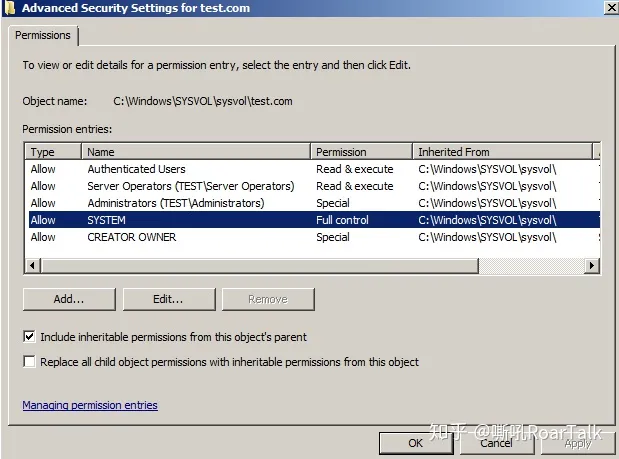 Advanced Security Settings for test.com
Permissions
To view or edit details for a permission entry, select the entry and then click Edit.
Object name: C:\Windows\SYSVOL\sysvol\test.com
Permission entries:
Type Name Permission Inherited From
Allow Authenticated Users Read & execute C:\Windows\SYSVOL\sysvol\
Allow Server Operators (TEST\Server Operators) Read & execute C:\Windows\SYSVOL\sysvol\
Allow Administrators (TEST\Administrators) Special C:\Windows\SYSVOL\sysvol\
Allow SYSTEM Full control C:\Windows\SYSVOL\sysvol\
Allow CREATOR OWNER Special C:\Windows\SYSVOL\sysvol\
Add... Edit... Remove
Include inheritable permissions from this object's parent
Replace all child object permissions with inheritable permissions from this object
Managing permission entries
知乎 @嘶吼RoarTalk
OK Cancel Apply